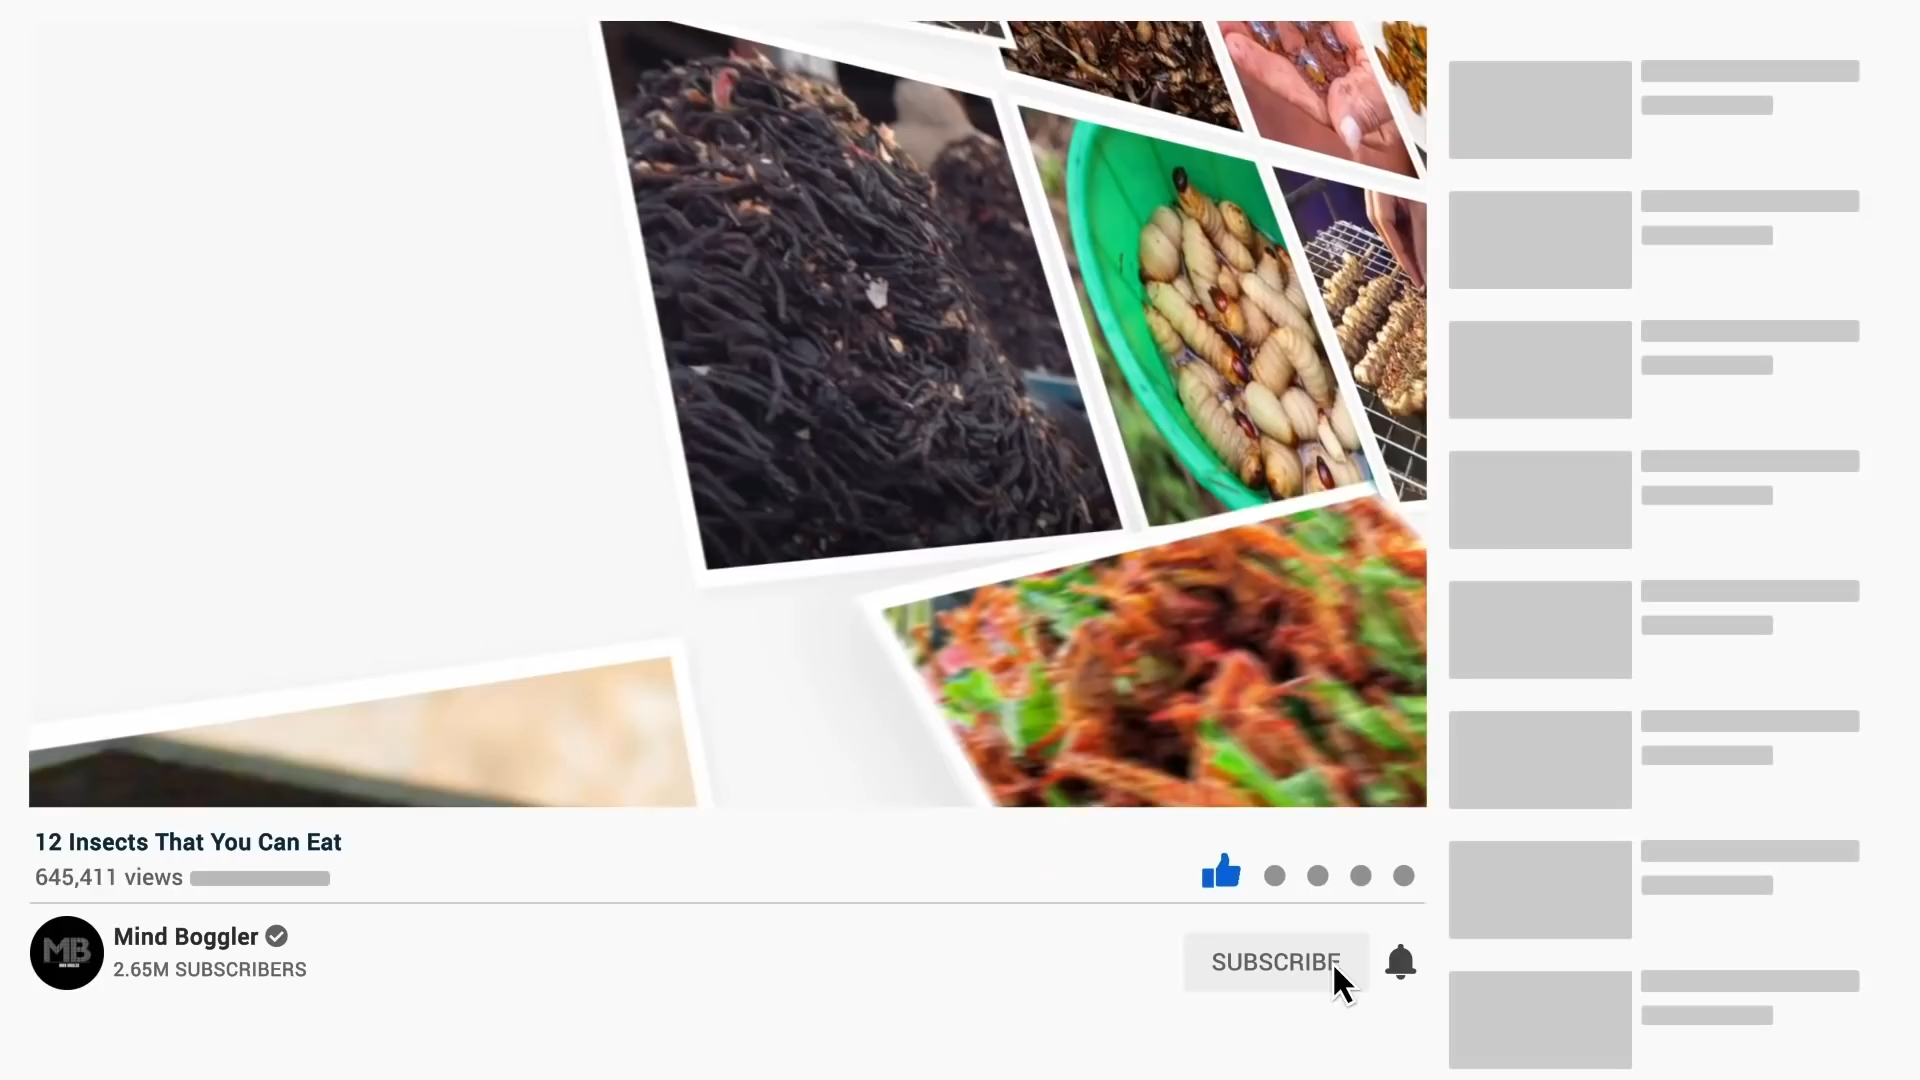 12 Insects That You Can Eat
645,411 views
MB
Mind Boggler
2.65M SUBSCRIBERS
SUBSCRIBE